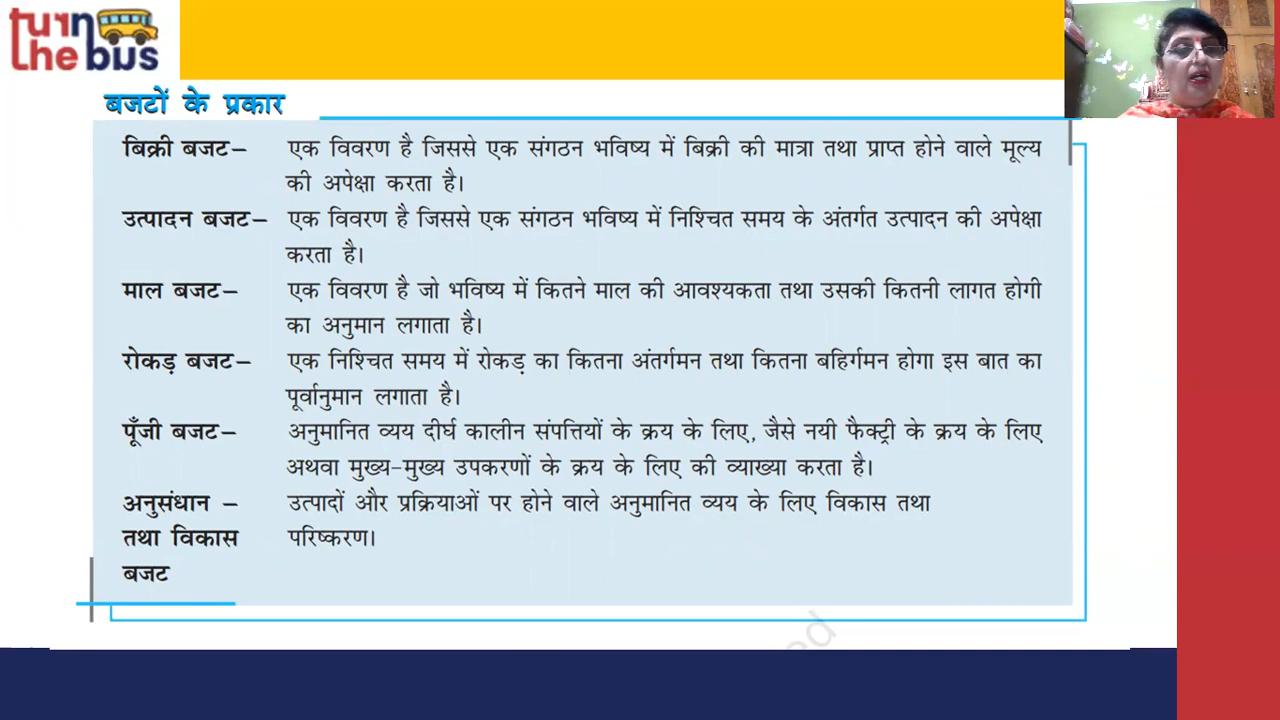 turn
the bus
बजटों के प्रकार
बिक्री बजट– एक विवरण है जिससे एक संगठन भविष्य में बिक्री की मात्रा तथा प्राप्त होने वाले मूल्य
की अपेक्षा करता है।
उत्पादन बजट– एक विवरण है जिससे एक संगठन भविष्य में निश्चित समय के अंतर्गत उत्पादन की अपेक्षा
करता है।
माल बजट– एक विवरण है जो भविष्य में कितने माल की आवश्यकता तथा उसकी कितनी लागत होगी
का अनुमान लगाता है।
रोकड़ बजट– एक निश्चित समय में रोकड़ का कितना अंतर्गमन तथा कितना बहिर्गमन होगा इस बात का
पूर्वानुमान लगाता है।
पूँजी बजट– अनुमानित व्यय दीर्घ कालीन संपत्तियों के क्रय के लिए, जैसे नयी फैक्ट्री के क्रय के लिए
अथवा मुख्य-मुख्य उपकरणों के क्रय के लिए की व्याख्या करता है।
अनुसंधान – उत्पादों और प्रक्रियाओं पर होने वाले अनुमानित व्यय के लिए विकास तथा
तथा विकास परिष्करण।
बजट